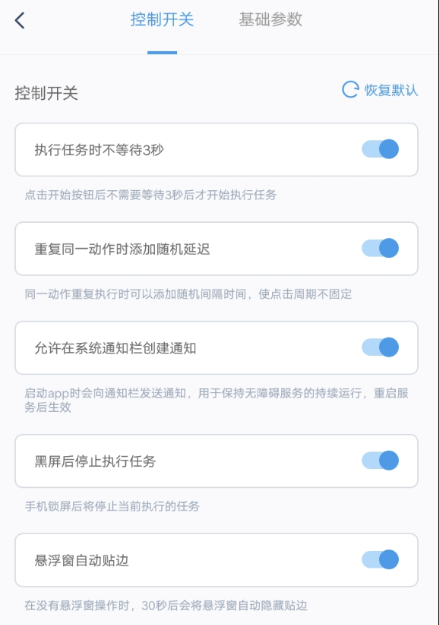 控制开关 基础参数
控制开关 恢复默认
执行任务时不等待3秒
点击开始按钮后不需要等待3秒后才开始执行任务
重复同一动作时添加随机延迟
同一动作重复执行时可以添加随机间隔时间，使点击周期不固定
允许在系统通知栏创建通知
启动app时会向通知栏发送通知，用于保持无障碍服务的持续运行，重启服
务后生效
黑屏后停止执行任务
手机锁屏后将停止当前执行的任务
悬浮窗自动贴边
在没有悬浮窗操作时，30秒后会将悬浮窗自动隐藏贴边